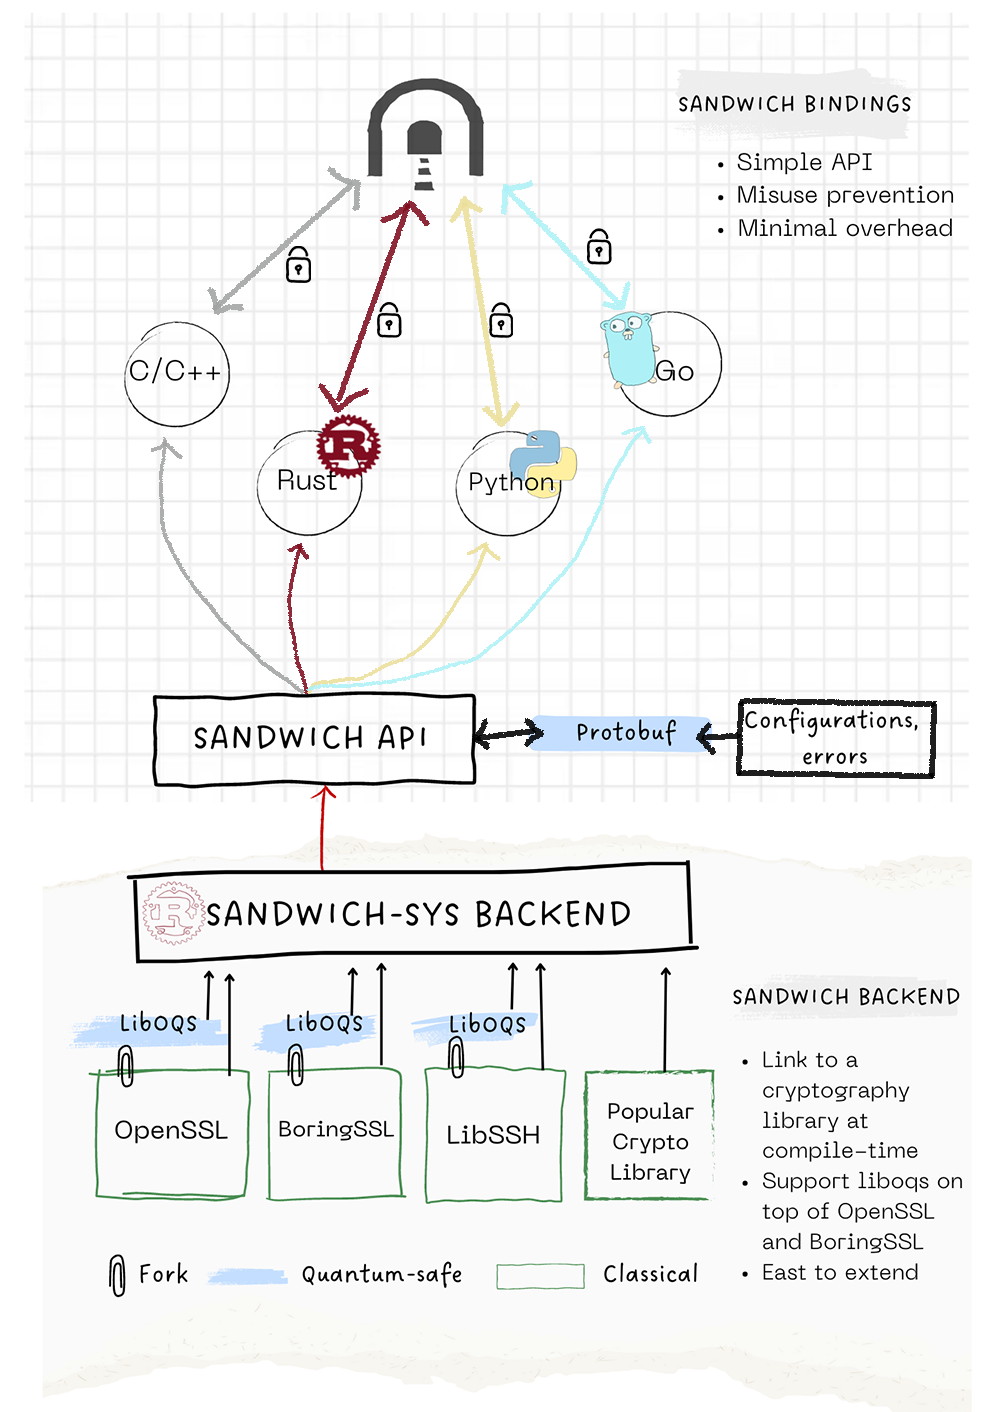 SANDWICH BINDINGS
• Simple API
• Misuse prevention
• Minimal overhead
C/C++
Go
R
Rust
Python
SANDWICH API
Protobuf
Configurations,
errors
R
SANDWICH-SYS BACKEND
LibOQS
LibOQS
LibOQS
OpenSSL
BoringSSL
LibSSH
Popular
Crypto
Library
SANDWICH BACKEND
• Link to a
cryptography
library at
compile-time
• Support liboqs on
top of OpenSSL
and BoringSSL
• East to extend
Fork
Quantum-safe
Classical